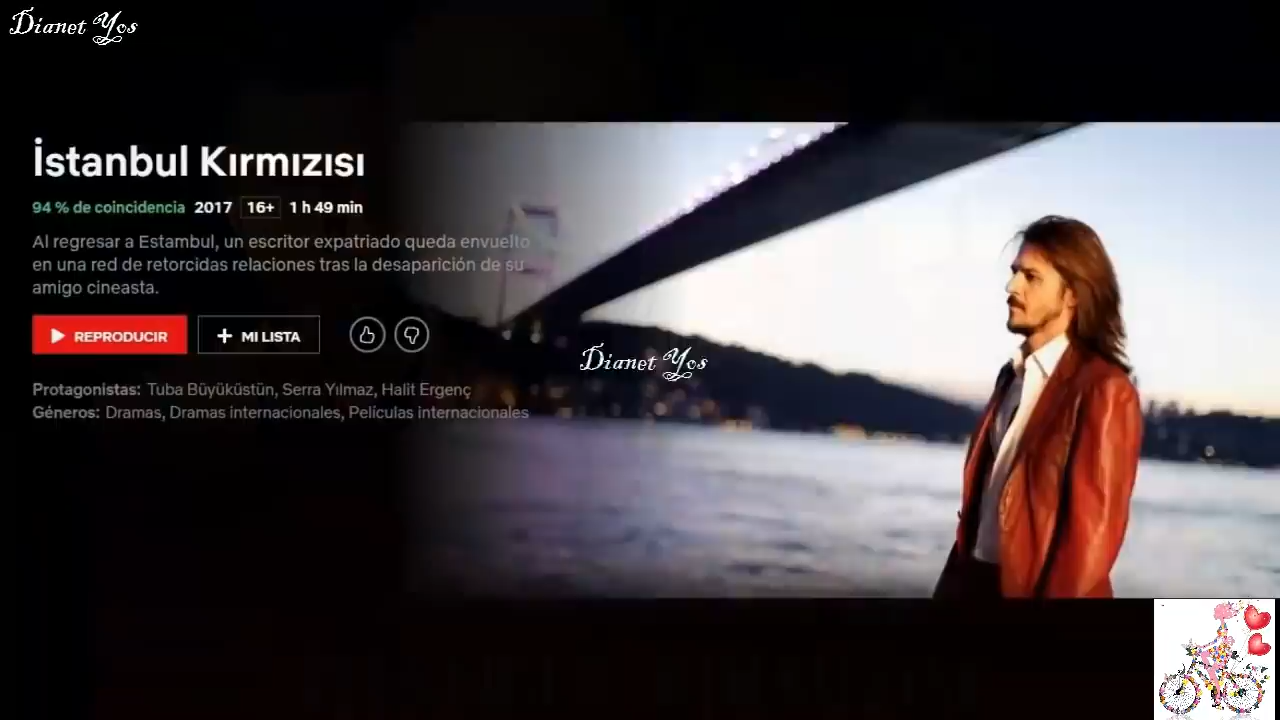 Dianet Yos
İstanbul Kırmızısı
94 % de coincidencia 2017 16+ 1 h 49 min
Al regresar a Estambul, un escritor expatriado queda envuelto
en una red de retorcidas relaciones tras la desaparición de su
amigo cineasta.
REPRODUCIR + MI LISTA
Dianet Yos
Protagonistas: Tuba Büyüküstün, Serra Yılmaz, Halit Ergenç
Géneros: Dramas, Dramas internacionales, Películas internacionales